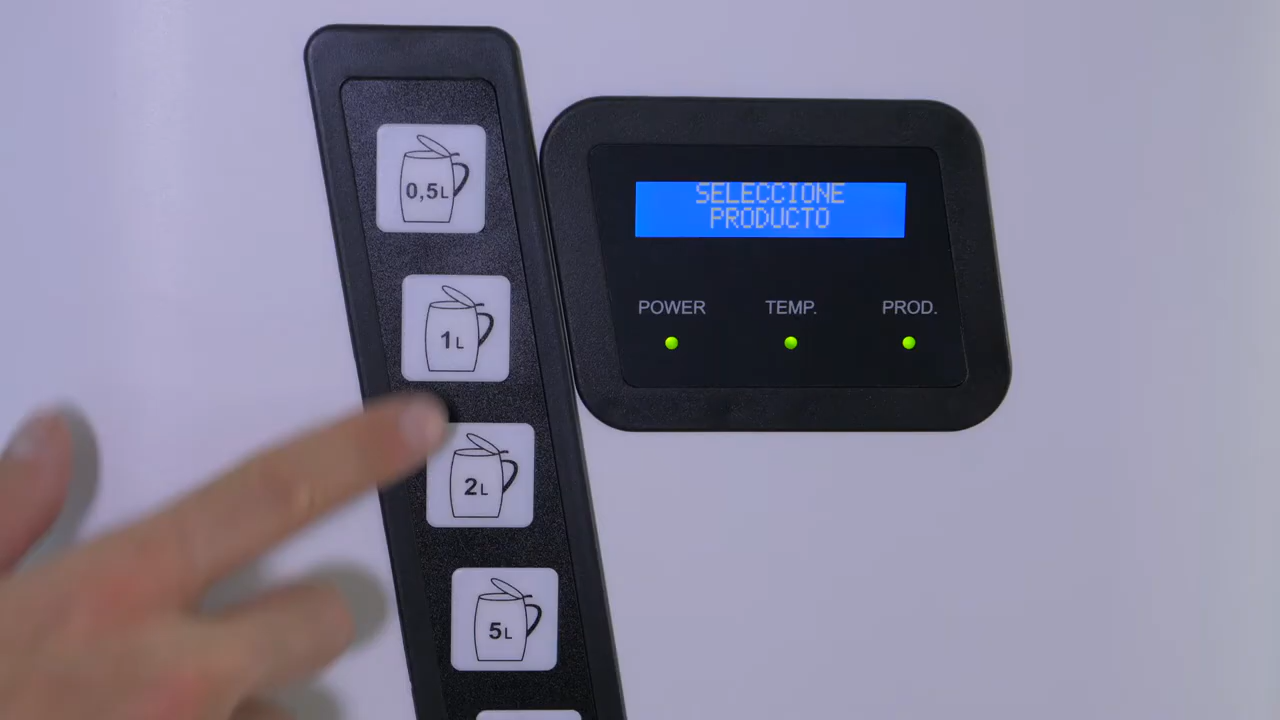 0,5L
1L
2L
5L
SELECCIONE
PRODUCTO
POWER TEMP. PROD.